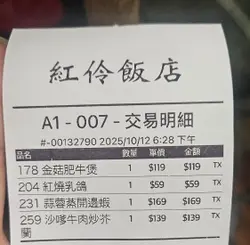 紅伶飯店
A1 - 007 - 交易明細
#-00132790 2025/10/12 6:28 下午
品名 數量 單價 金額
178 金菇肥牛煲 1 $119 $119 TX
204 紅燒乳鴿 1 $59 $59 TX
231 蒜蓉蒸開邊蝦 1 $169 $169 TX
259 沙嗲牛肉炒芥 1 $139 $139 TX
蘭